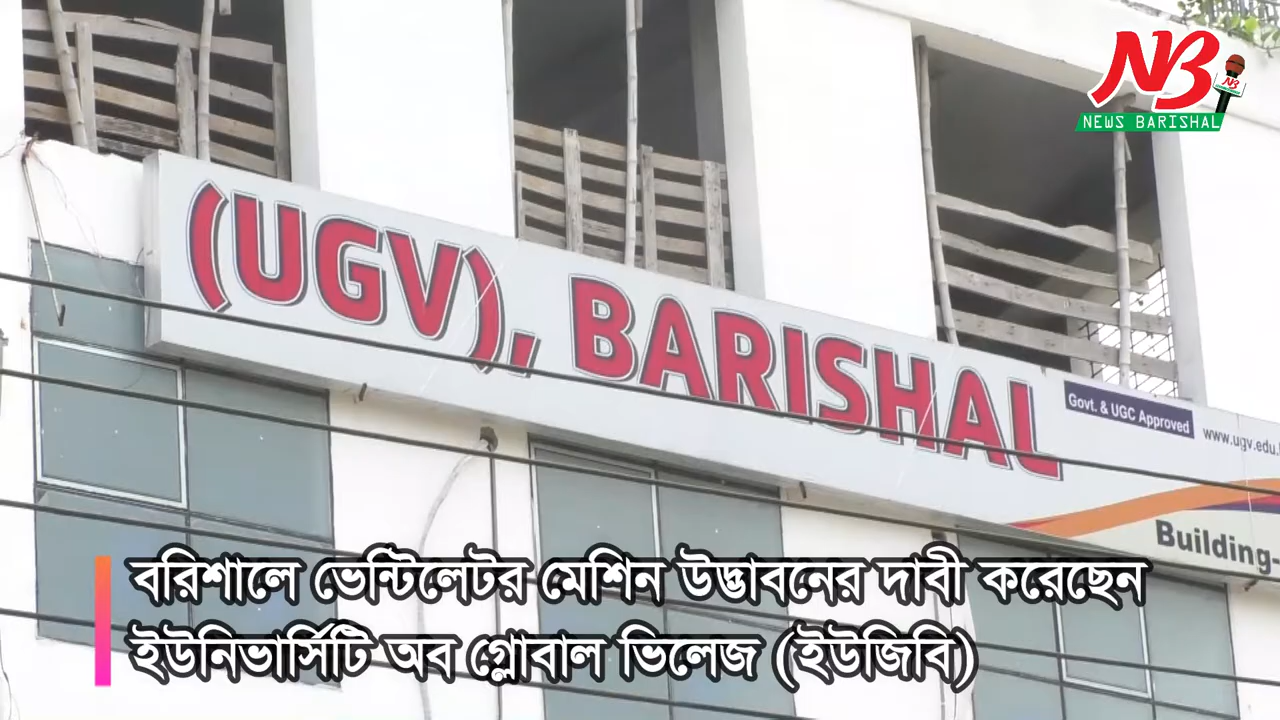 NB
NEWS BARISHAL
(UGV), BARISHAL
Govt. & UGC Approved
www.ugv.edu.
Building-
বরিশালে ভেন্টিলেটর মেশিন উদ্ভাবনের দাবী করেছেন
ইউনিভার্সিটি অব গ্লোবাল ভিলেজ (ইউজিবি)